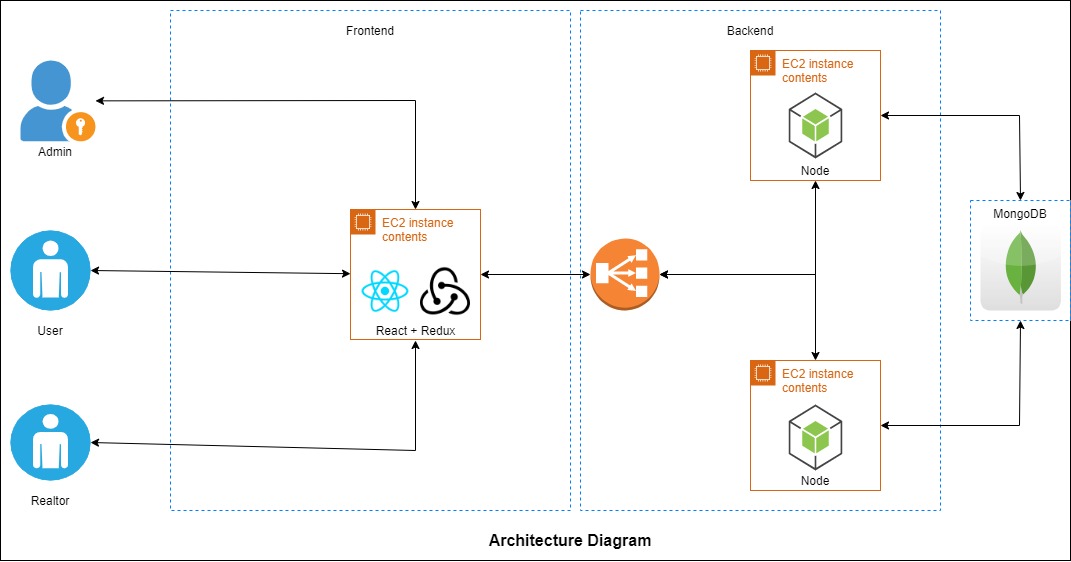 Frontend
Backend
EC2 instance
contents
Node
Admin
MongoDB
EC2 instance
contents
React + Redux
User
EC2 instance
contents
Node
Realtor
Architecture Diagram